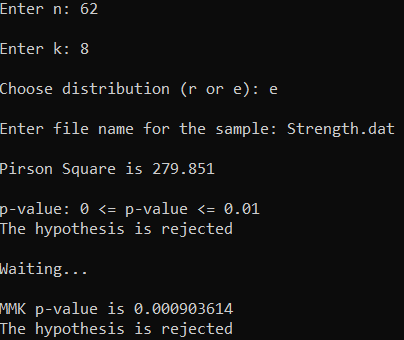 Enter n: 62
Enter k: 8
Choose distribution (r or e): e
Enter file name for the sample: Strength.dat
Pirson Square is 279.851
p-value: 0 <= p-value <= 0.01
The hypothesis is rejected
Waiting...
MMK p-value is 0.000903614
The hypothesis is rejected